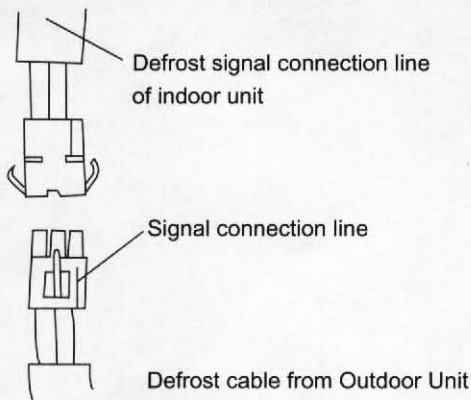 Defrost signal connection line
of indoor unit
Signal connection line
Defrost cable from Outdoor Unit